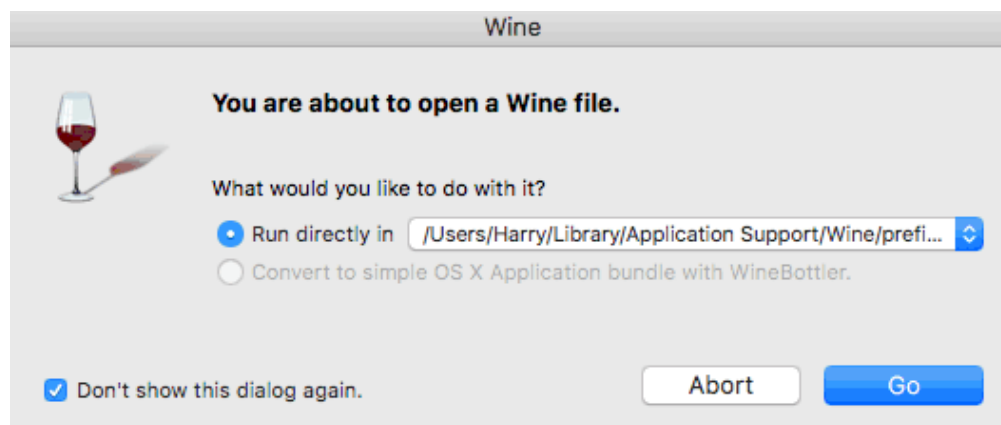 Wine
You are about to open a Wine file.
What would you like to do with it?
Run directly in /Users/Harry/Library/Application Support/Wine/prefi...
Convert to simple OS X Application bundle with WineBottler.
Don't show this dialog again. Abort Go